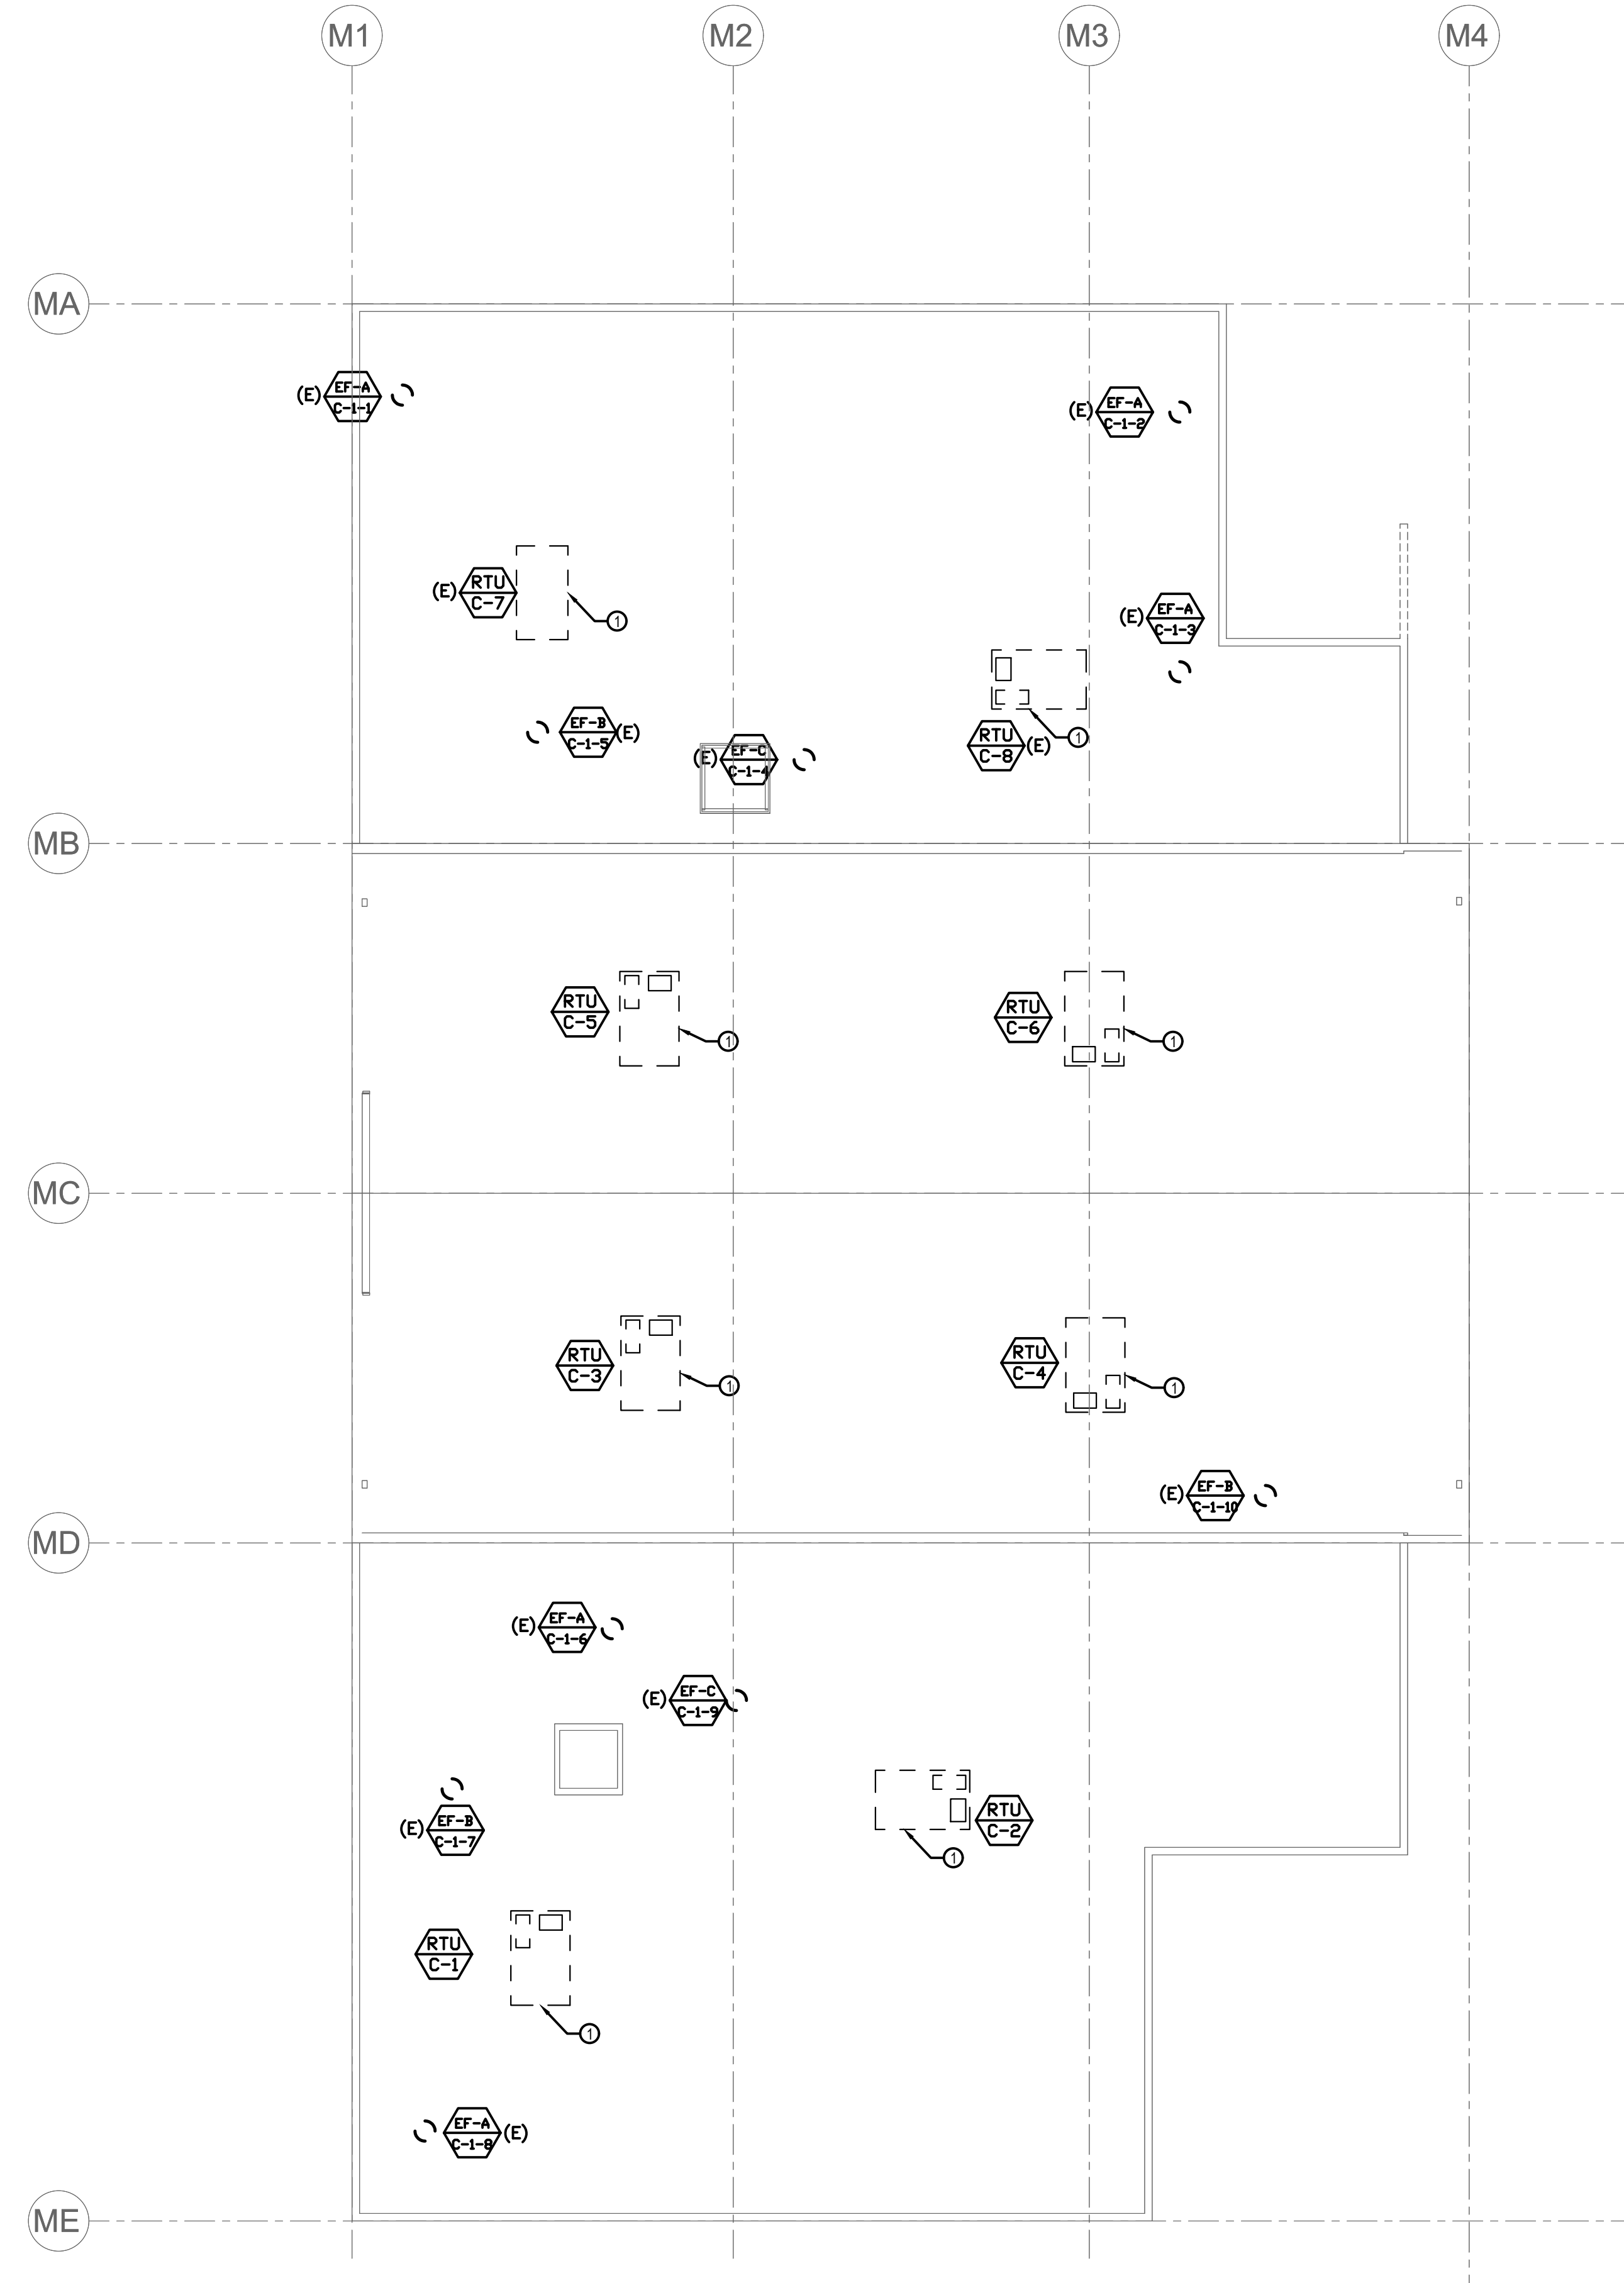 M1 M2 M3 M4
MA
(E) EF-A
C-1-1
(E) EF-A
C-1-2
(E) RTU
C-7
1
(E) EF-A
C-1-3
EF-B (E)
C-1-5
(E) EF-C
C-1-4
RTU (E)
C-8
1
MB
RTU
C-5
1
RTU
C-6
1
MC
RTU
C-3
1
RTU
C-4
1
(E) EF-B
C-1-10
MD
(E) EF-A
C-1-6
(E) EF-C
C-1-9
(E) EF-B
C-1-7
RTU
C-2
1
RTU
C-1
1
EF-A (E)
C-1-8
ME